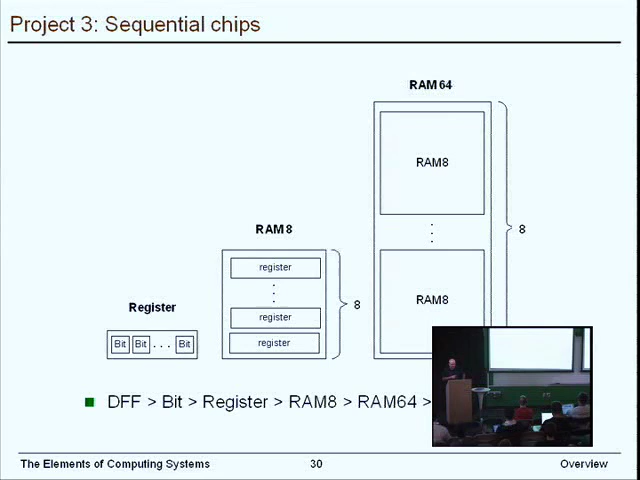 Project 3: Sequential chips
RAM64
RAM8
8
RAM8
RAM8
register
register
register
8
Register
Bit Bit . . . Bit
DFF > Bit > Register > RAM8 > RAM64 >
The Elements of Computing Systems 30 Overview